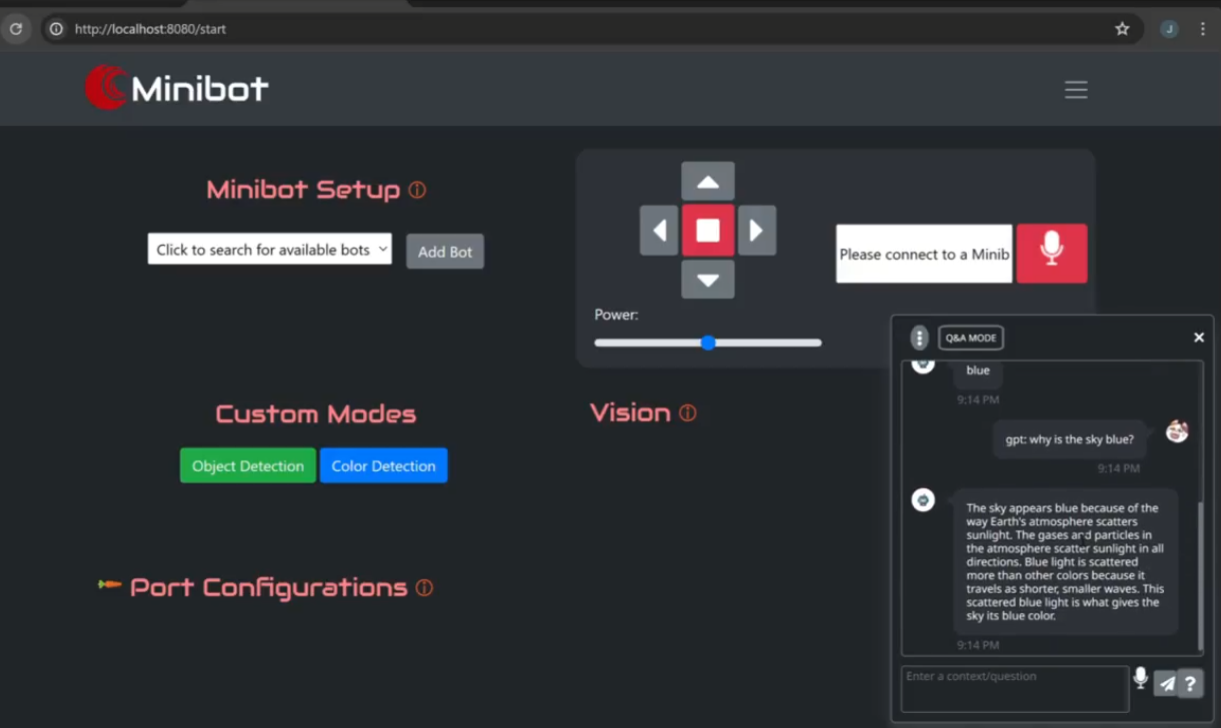 http://localhost:8080/start
J
Minibot
Minibot Setup
Click to search for available bots
Add Bot
Please connect to a Minib
Power:
Custom Modes
Object Detection
Color Detection
Vision
Port Configurations
Q&A MODE
blue
9:14 PM
gpt: why is the sky blue?
9:14 PM
The sky appears blue because of the
way Earth's atmosphere scatters
sunlight. The gases and particles in
the atmosphere scatter sunlight in all
directions. Blue light is scattered
more than other colors because it
travels as shorter, smaller waves. This
scattered blue light is what gives the
sky its blue color.
9:14 PM
Enter a context/question
?